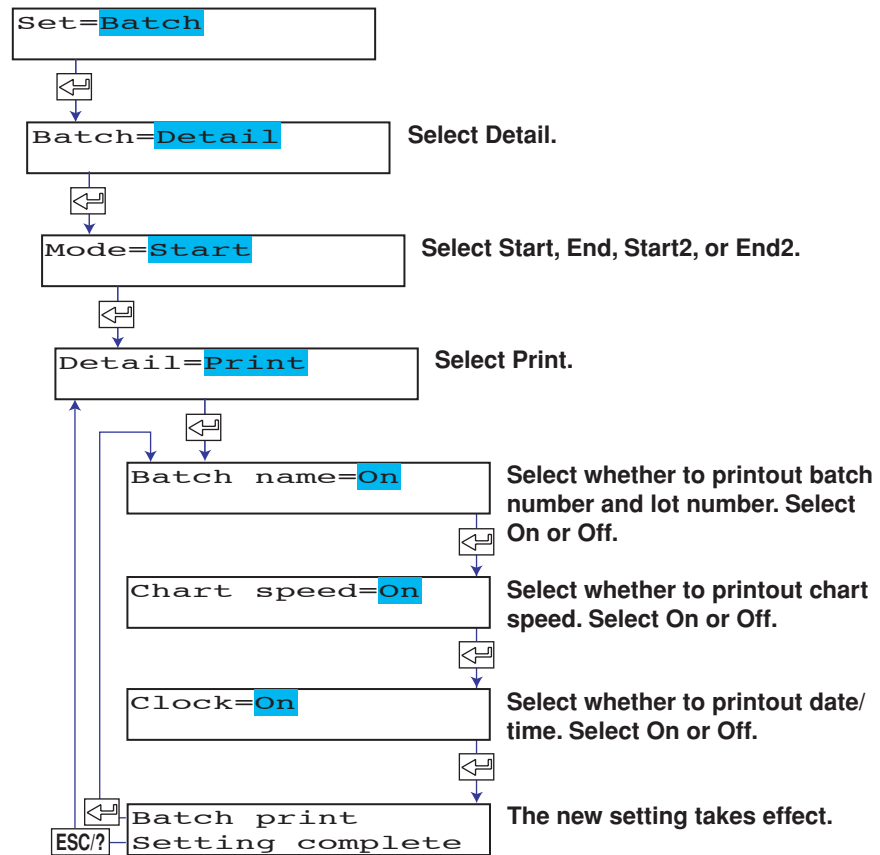 Set=Batch
Batch=Detail
Select Detail.
Mode=Start
Select Start, End, Start2, or End2.
Detail=Print
Select Print.
Batch name=On
Select whether to printout batch
number and lot number. Select
On or Off.
Chart speed=On
Select whether to printout chart
speed. Select On or Off.
Clock=On
Select whether to printout date/
time. Select On or Off.
Batch print
The new setting takes effect.
ESC/?
Setting complete